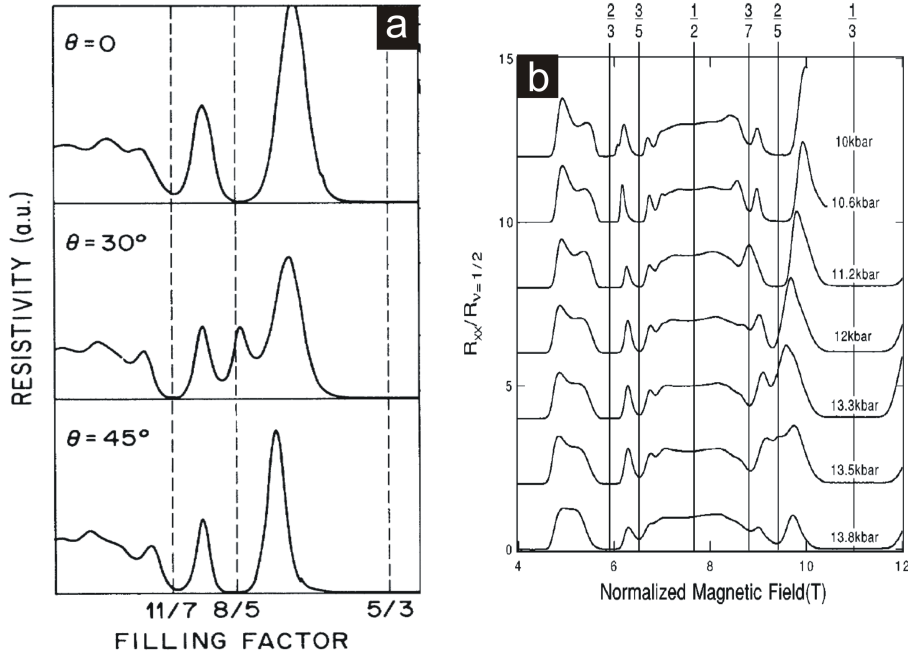 a
θ=0
θ=30°
θ=45°
RESISTIVITY (a.u.)
11/7 8/5 5/3
FILLING FACTOR
b
2/3 3/5 1/2 3/7 2/5 1/3
15
10
5
0
10kbar
10.6kbar
11.2kbar
12kbar
13.3kbar
13.5kbar
13.8kbar
Rxx/Rν=1/2
4 6 8 10 12
Normalized Magnetic Field(T)